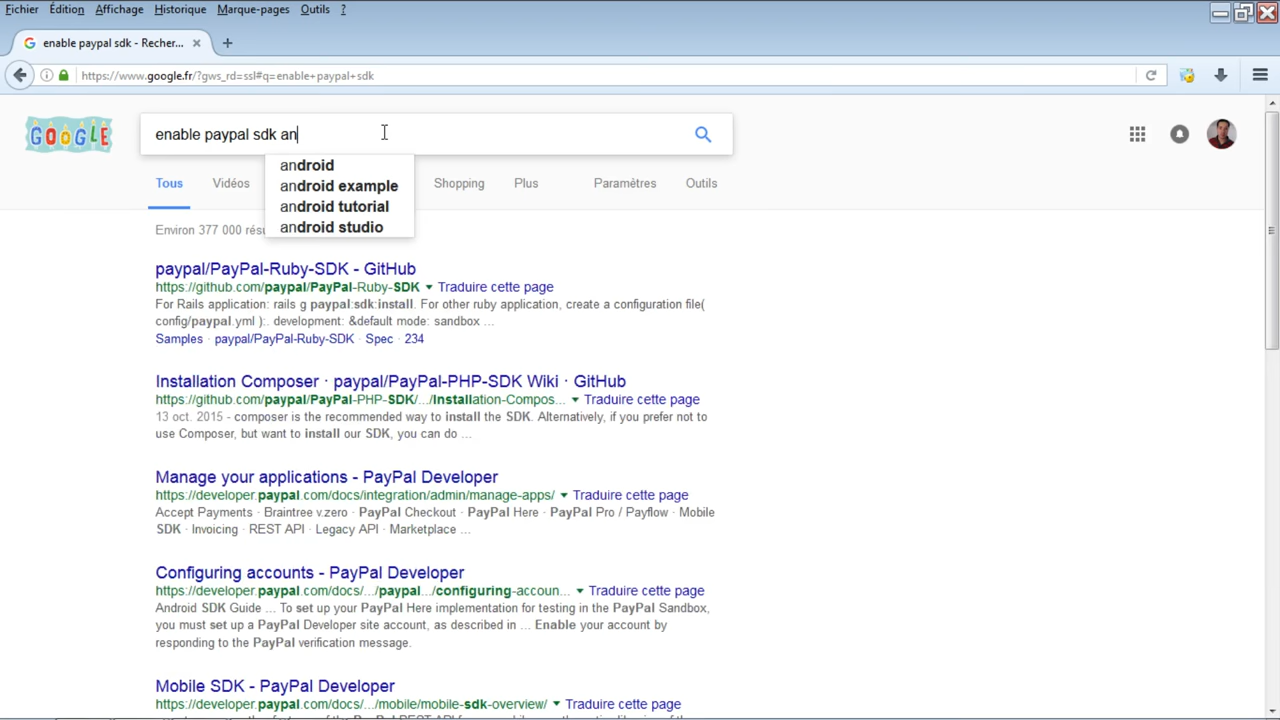 Fichier Édition Affichage Historique Marque-pages Outils ?
enable paypal sdk - Recher...
https://www.google.fr/?gws_rd=ssl#q=enable+paypal+sdk
GOOGLE
enable paypal sdk an
android
android example
android tutorial
android studio
Tous Vidéos Shopping Plus Paramètres Outils
Environ 377 000 résu
paypal/PayPal-Ruby-SDK - GitHub
https://github.com/paypal/PayPal-Ruby-SDK Traduire cette page
For Rails application: rails g paypal:sdk:install. For other ruby application, create a configuration file(
config/paypal.yml ):. development: &default mode: sandbox ...
Samples · paypal/PayPal-Ruby-SDK · Spec · 234
Installation Composer · paypal/PayPal-PHP-SDK Wiki · GitHub
https://github.com/paypal/PayPal-PHP-SDK/.../Installation-Compos... Traduire cette page
13 oct. 2015 - composer is the recommended way to install the SDK. Alternatively, if you prefer not to
use Composer, but want to install our SDK, you can do ...
Manage your applications - PayPal Developer
https://developer.paypal.com/docs/integration/admin/manage-apps/ Traduire cette page
Accept Payments · Braintree v.zero · PayPal Checkout · PayPal Here · PayPal Pro / Payflow · Mobile
SDK · Invoicing · REST API · Legacy API · Marketplace ...
Configuring accounts - PayPal Developer
https://developer.paypal.com/docs/.../paypal.../configuring-accoun... Traduire cette page
Android SDK Guide ... To set up your PayPal Here implementation for testing in the PayPal Sandbox,
you must set up a PayPal Developer site account, as described in ... Enable your account by
responding to the PayPal verification message.
Mobile SDK - PayPal Developer
https://developer.paypal.com/docs/.../mobile/mobile-sdk-overview/ Traduire cette page